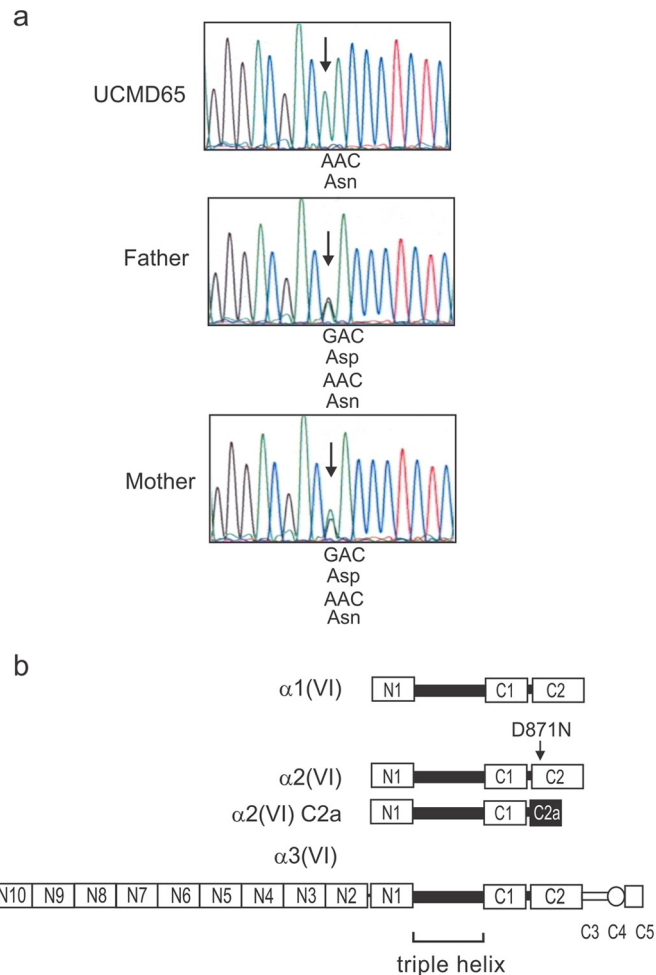 a
UCMD65
AAC
Asn
Father
GAC
Asp
AAC
Asn
Mother
GAC
Asp
AAC
Asn
b
α1(VI)
N1 C1 C2
D871N
α2(VI)
N1 C1 C2
α2(VI) C2a
N1 C1 C2a
α3(VI)
N10 N9 N8 N7 N6 N5 N4 N3 N2 N1 C1 C2
C3 C4 C5
triple helix